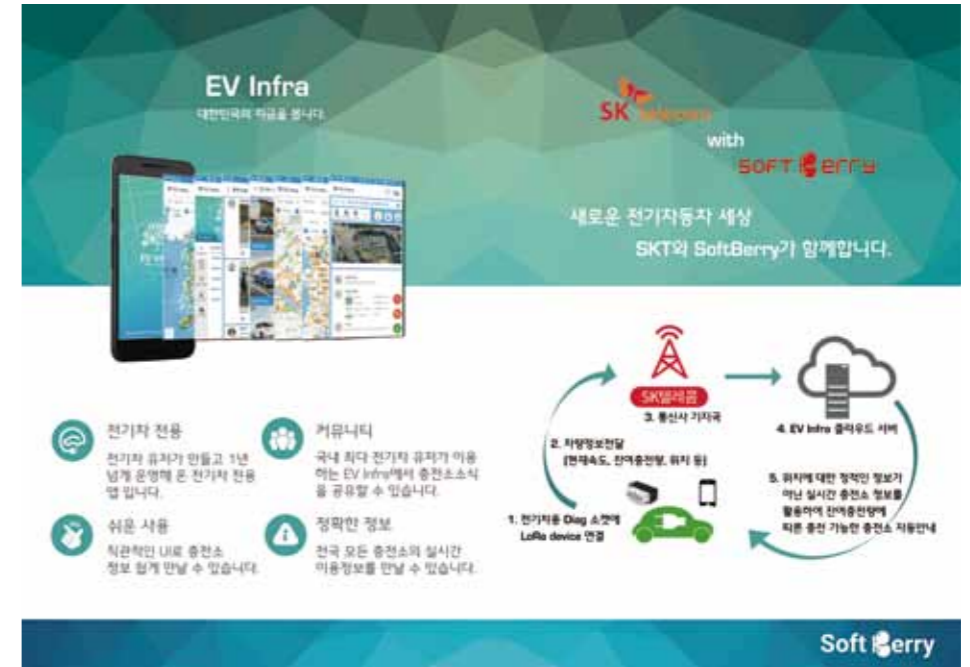 EV Infra
대한민국의 지금을 봅니다.
SK telecom
with
SOFT Berry
새로운 전기자동차 세상
SKT와 SoftBerry가 함께합니다.
전기차 전용
전기차 유저가 만들고 1년
넘게 운영해 온 전기차 전용
앱 입니다.
커뮤니티
국내 최다 전기차 유저가 이용
하는 EV Infra에서 충전소소식
을 공유할 수 있습니다.
쉬운 사용
직관적인 UI로 충전소
정보 쉽게 만날 수 있습니다.
정확한 정보
전국 모든 충전소의 실시간
이용정보를 만날 수 있습니다.
SK텔레콤
3. 통신사 기지국
4. EV Infra 클라우드 서버
2. 차량정보전달
(현재속도, 잔여충전량, 위치 등)
1. 전기차용 Diag 소켓에
LoRa device 연결
5. 위치에 대한 정적인 정보가
아닌 실시간 충전소 정보를
활용하여 잔여충전량에
따른 충전 가능한 충전소 자동안내
Soft Berry